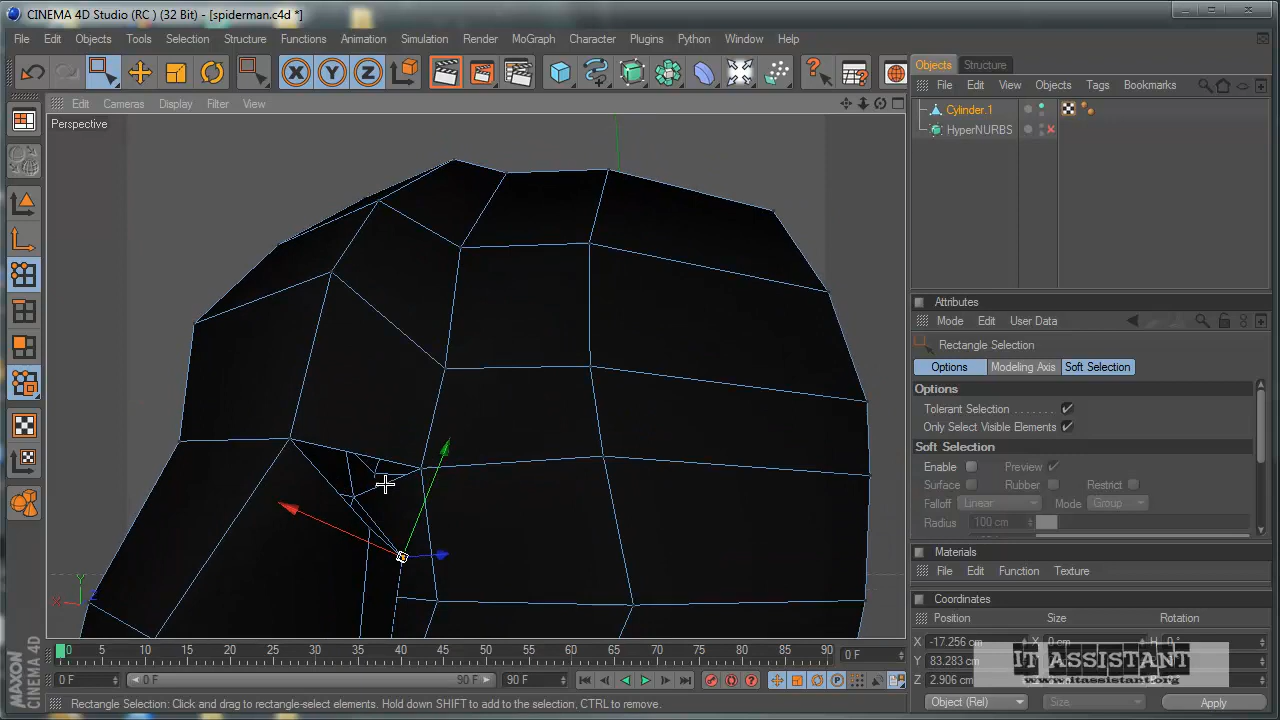 CINEMA 4D Studio (RC ) (32 Bit) - [spiderman.c4d *]
File Edit Objects Tools Selection Structure Functions Animation Simulation Render MoGraph Character Plugins Python Window Help
Edit Cameras Display Filter View
Perspective
Objects Structure
File Edit View Objects Tags Bookmarks
Cylinder.1
HyperNURBS
Attributes
Mode Edit User Data
Rectangle Selection
Options Modeling Axis Soft Selection
Options
Tolerant Selection
Only Select Visible Elements
Soft Selection
Enable Preview
Surface Rubber Restrict
Falloff Linear Mode Group
Radius 100 cm
Materials
File Edit Function Texture
Coordinates
Position Size Rotation
X -17.256 cm X 0 cm H 0 °
Y 83.283 cm
Z 2.906 cm
Object (Rel) Size Apply
IT ASSISTANT
www.itassistant3.org
0 5 10 15 20 25 30 35 40 45 50 55 60 65 70 75 80 85 90 0 F
0 F 0 F 90 F 90 F
Rectangle Selection: Click and drag to rectangle-select elements. Hold down SHIFT to add to the selection, CTRL to remove.
MAXON
CINEMA 4D
X Y Z
Y
X
Z